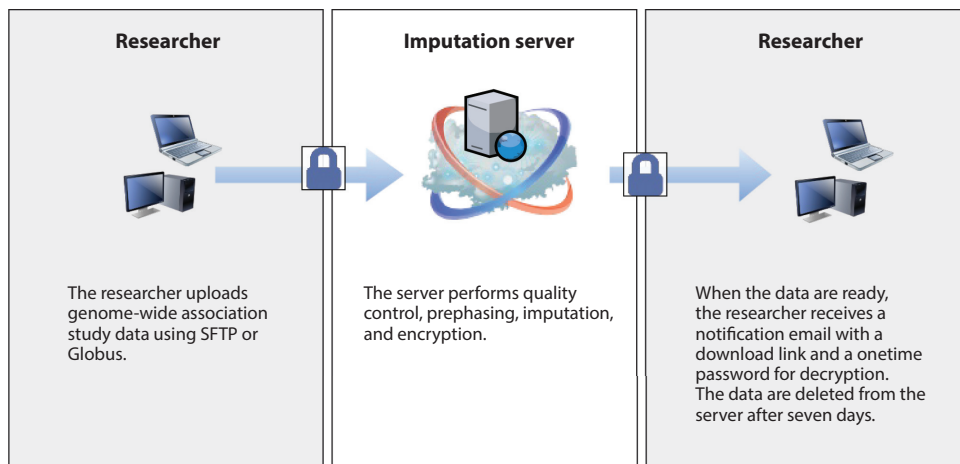 Researcher
Imputation server
Researcher
The researcher uploads
genome-wide association
study data using SFTP or
Globus.
The server performs quality
control, prephasing, imputation,
and encryption.
When the data are ready,
the researcher receives a
notification email with a
download link and a onetime
password for decryption.
The data are deleted from the
server after seven days.